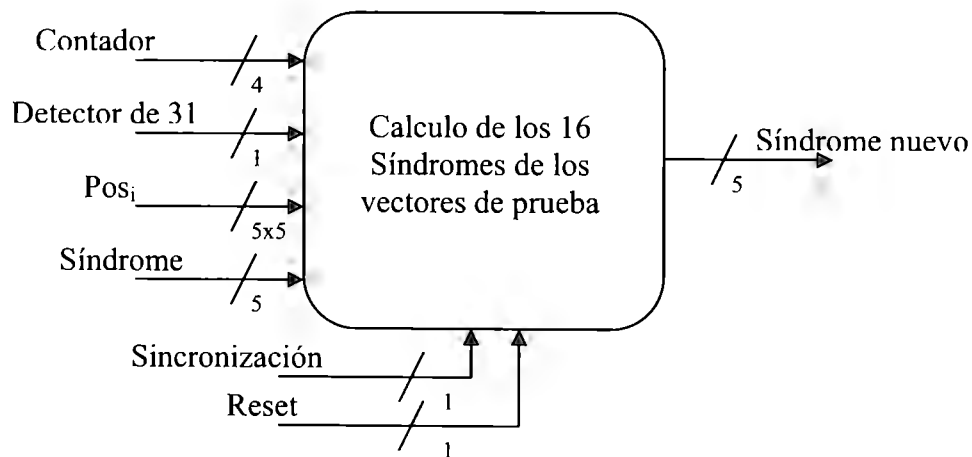 Contador
4
Detector de 31
1
Pos_i
5x5
Síndrome
5
Calculo de los 16
Síndromes de los
vectores de prueba
Síndrome nuevo
5
Sincronización
1
Reset
1